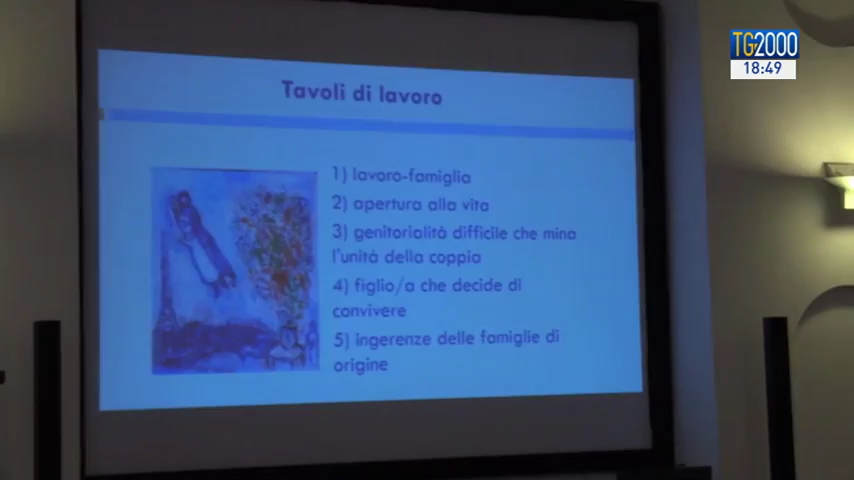 TG2000
18:49
Tavoli di lavoro
1) lavoro-famiglia
2) apertura alla vita
3) genitorialità difficile che mina
l'unità della coppia
4) figlio/a che decide di
convivere
5) ingerenze delle famiglie di
origine